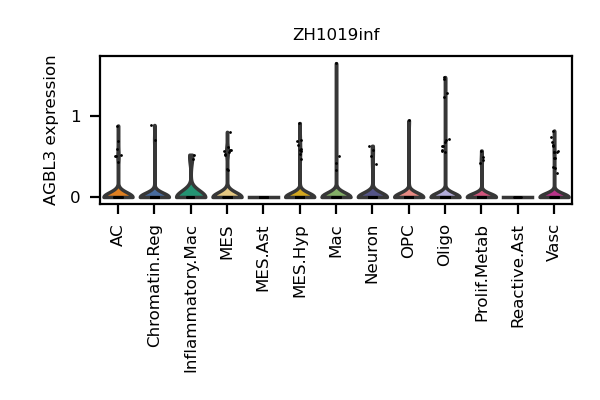 ZH1019inf
AGBL3 expression
1
0
AC
Chromatin.Reg
Inflammatory.Mac
MES
MES.Ast
MES.Hyp
Mac
Neuron
OPC
Oligo
Prolif.Metab
Reactive.Ast
Vasc